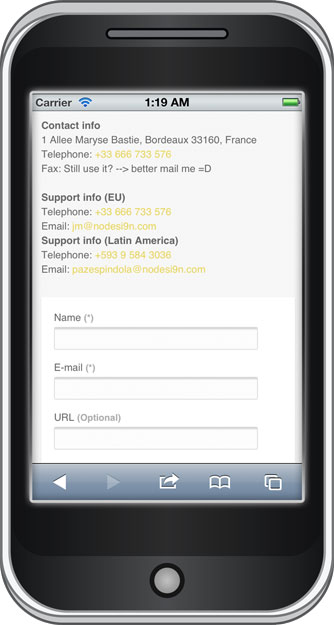 Carrier 1:19 AM
Contact info
1 Allee Maryse Bastie, Bordeaux 33160, France
Telephone: +33 666 733 576
Fax: Still use it? --> better mail me =D
Support info (EU)
Telephone: +33 666 733 576
Email: jm@nodesi9n.com
Support info (Latin America)
Telephone: +593 9 584 3036
Email: pazespindola@nodesi9n.com
Name (*)
E-mail (*)
URL (Optional)